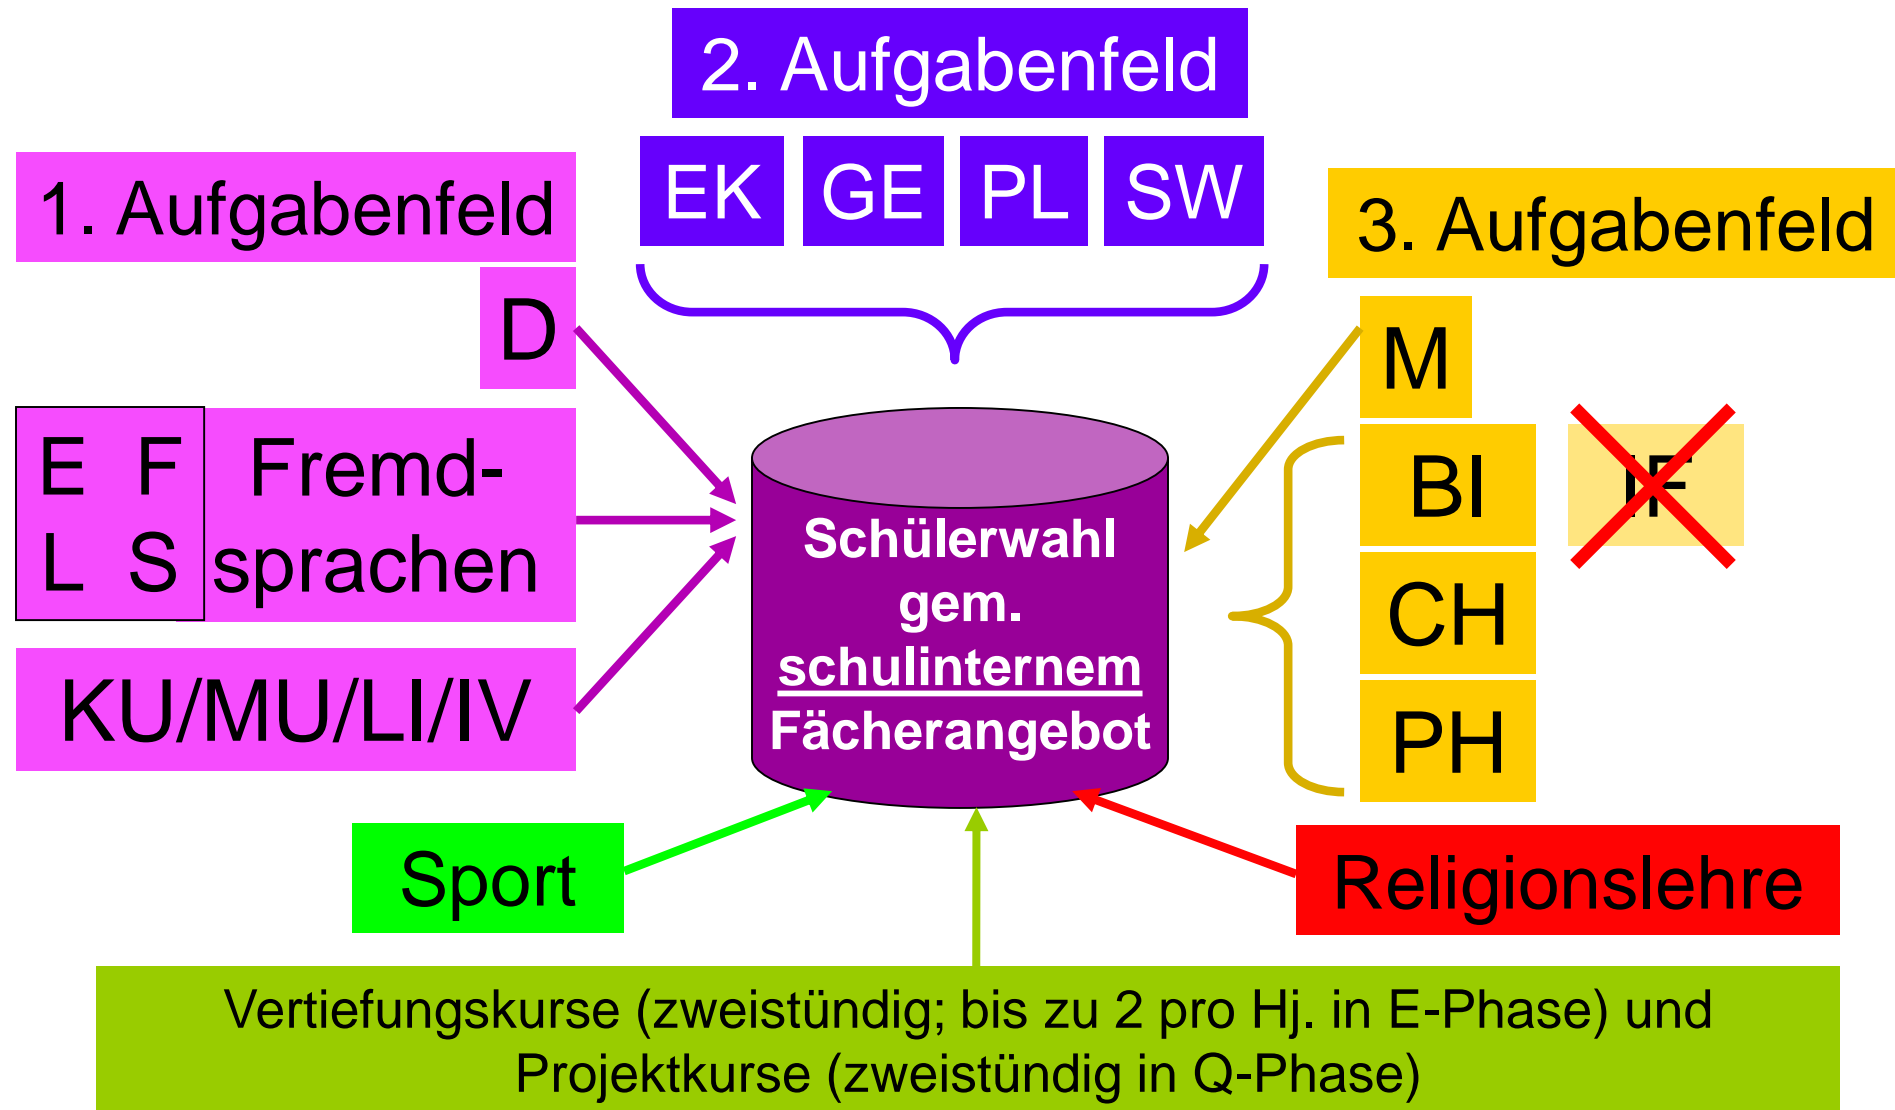 2. Aufgabenfeld
EK GE PL SW
1. Aufgabenfeld
D
E F
L S
Fremd-
sprachen
KU/MU/LI/IV
3. Aufgabenfeld
M
BI
IF
CH
PH
Schülerwahl
gem.
schulinternem
Fächerangebot
Sport
Religionslehre
Vertiefungskurse (zweistündig; bis zu 2 pro Hj. in E-Phase) und
Projektkurse (zweistündig in Q-Phase)